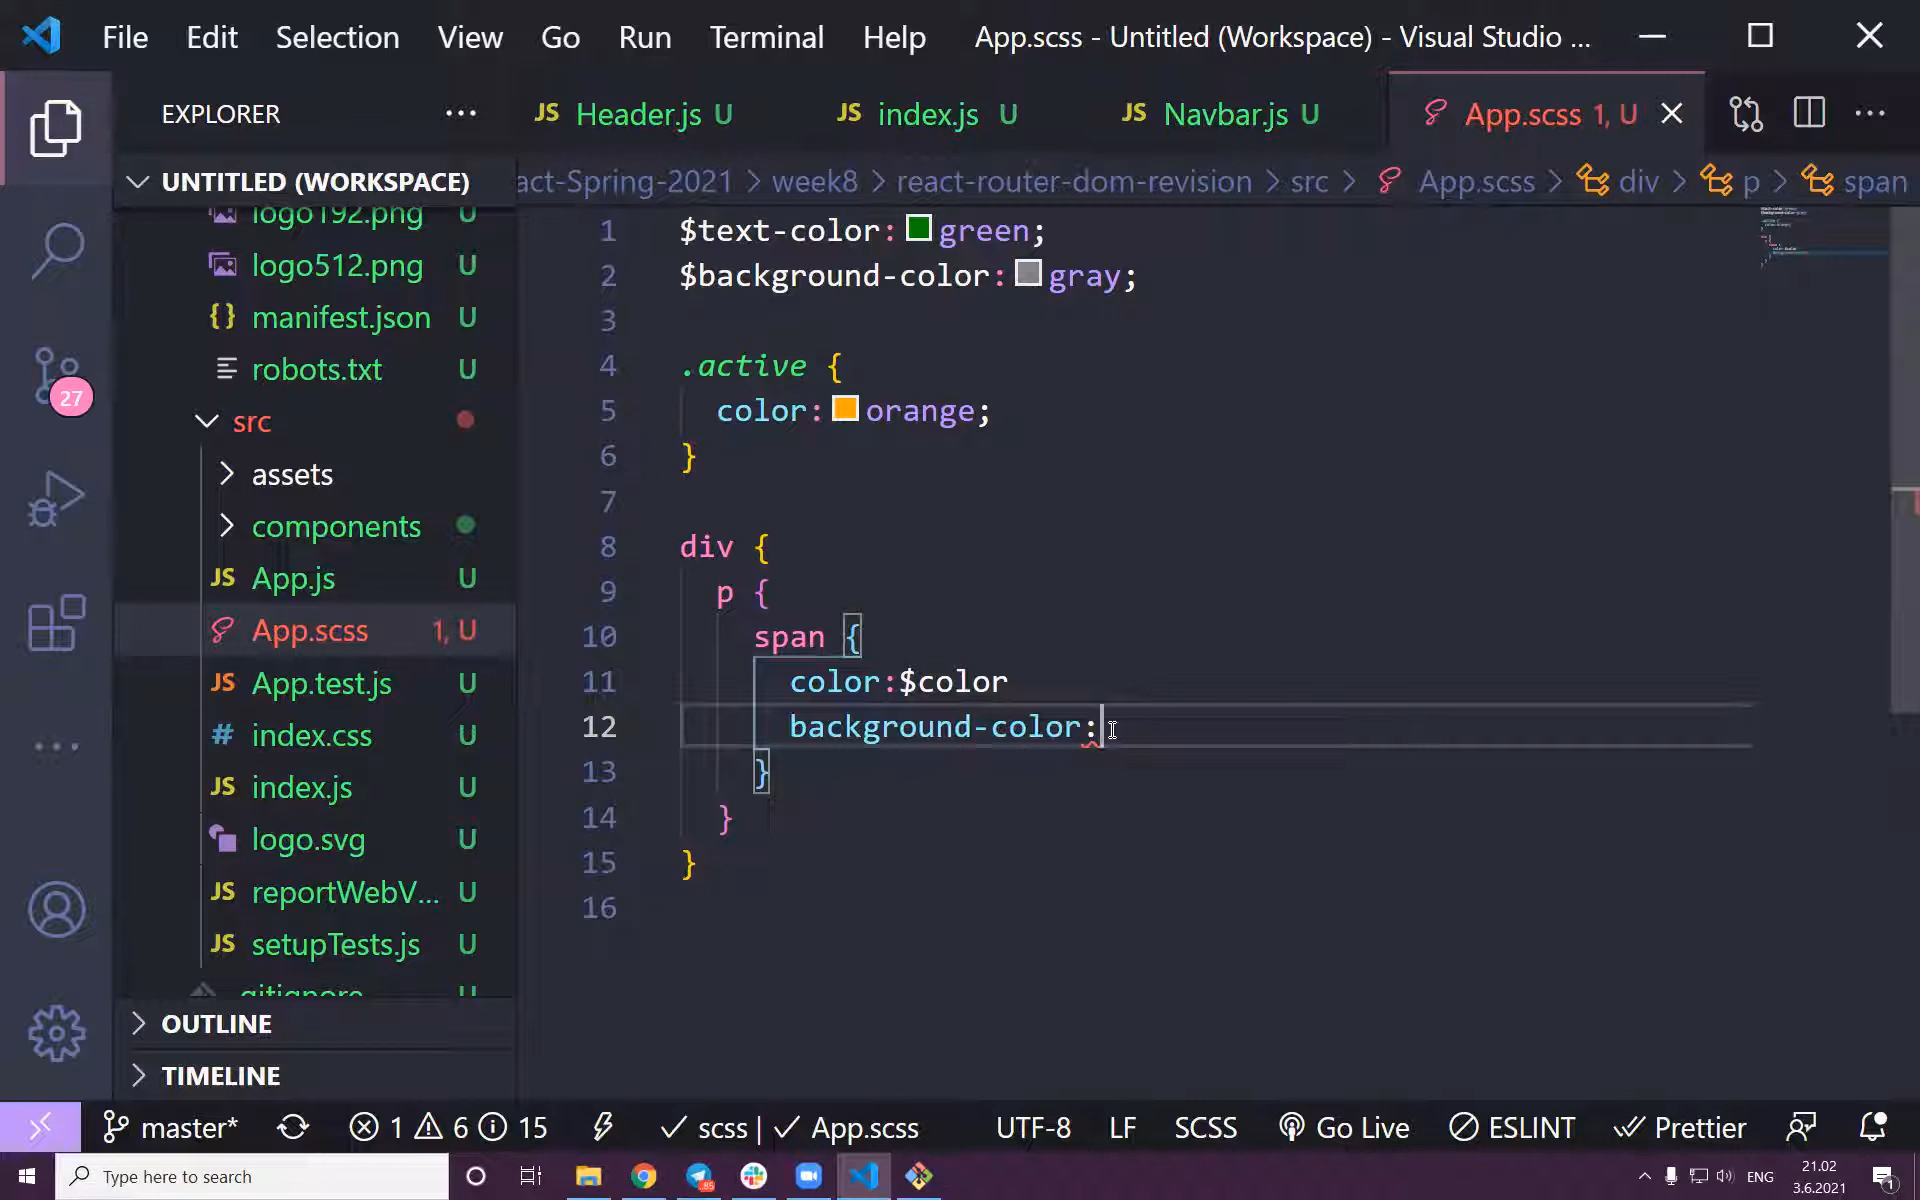 File Edit Selection View Go Run Terminal Help App.scss - Untitled (Workspace) - Visual Studio ...
EXPLORER ...
JS Header.js U JS index.js U JS Navbar.js U App.scss 1, U
UNTITLED (WORKSPACE)
act-Spring-2021 > week8 > react-router-dom-revision > src > App.scss > div > p > span
logo192.png U
logo512.png U
{} manifest.json U
robots.txt U
27
src
assets
components
JS App.js U
App.scss 1, U
JS App.test.js U
# index.css U
JS index.js U
logo.svg U
JS reportWebV... U
JS setupTests.js U
.gitignore U
OUTLINE
TIMELINE
1 $text-color: green;
2 $background-color: gray;
3
4 .active {
5 color: orange;
6 }
7
8 div {
9 p {
10 span {
11 color:$color
12 background-color:
13 }
14 }
15 }
16
master* 1 6 15 scss | App.scss UTF-8 LF SCSS Go Live ESLINT Prettier
Type here to search
ENG
21.02
3.6.2021